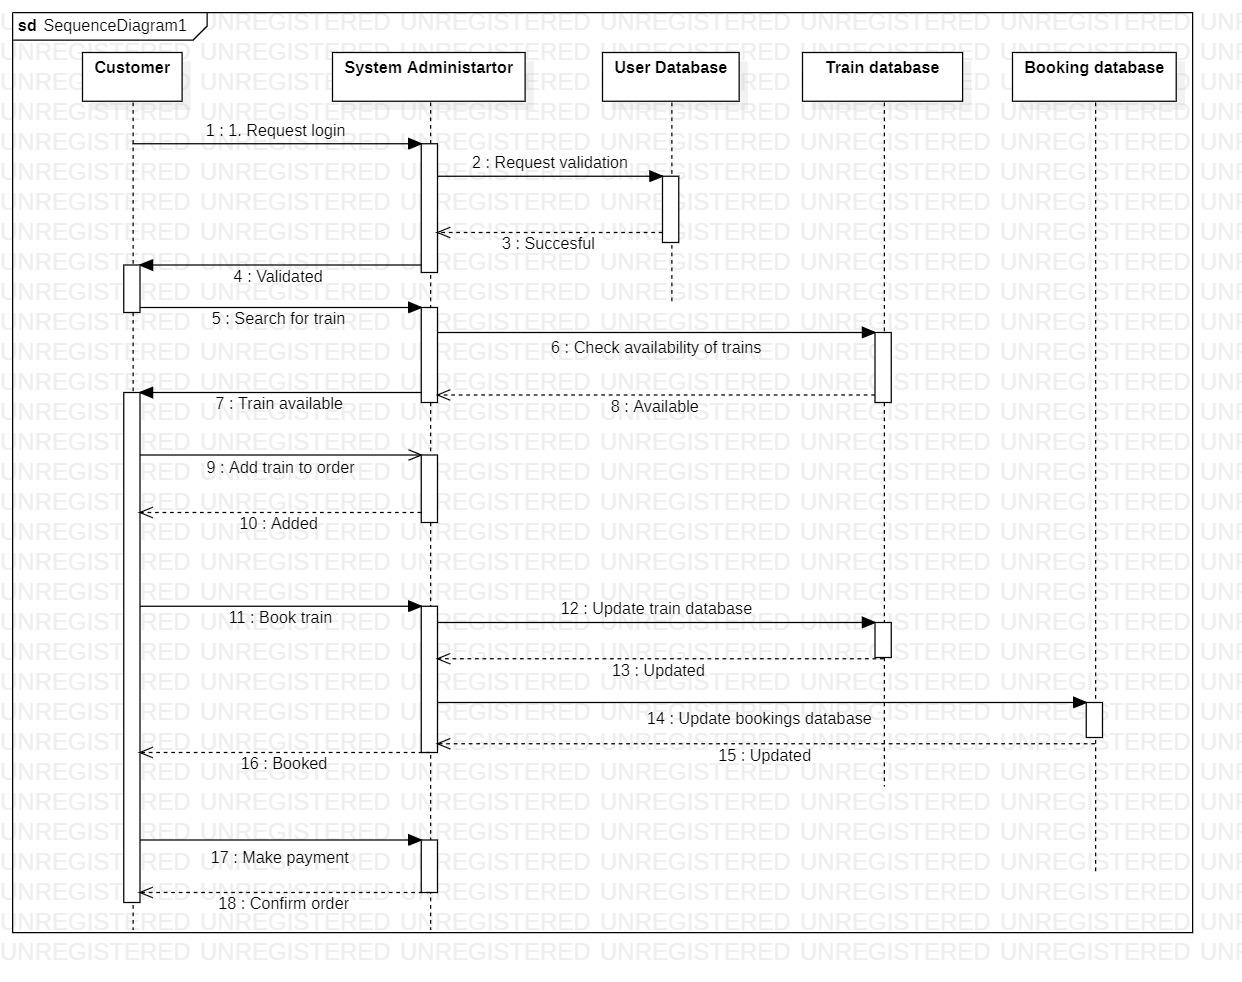 sd SequenceDiagram1
Customer
System Administartor
User Database
Train database
Booking database
1 : 1. Request login
2 : Request validation
3 : Succesful
4 : Validated
5 : Search for train
6 : Check availability of trains
7 : Train available
8 : Available
9 : Add train to order
10 : Added
11 : Book train
12 : Update train database
13 : Updated
14 : Update bookings database
15 : Updated
16 : Booked
17 : Make payment
18 : Confirm order
UNREGISTERED